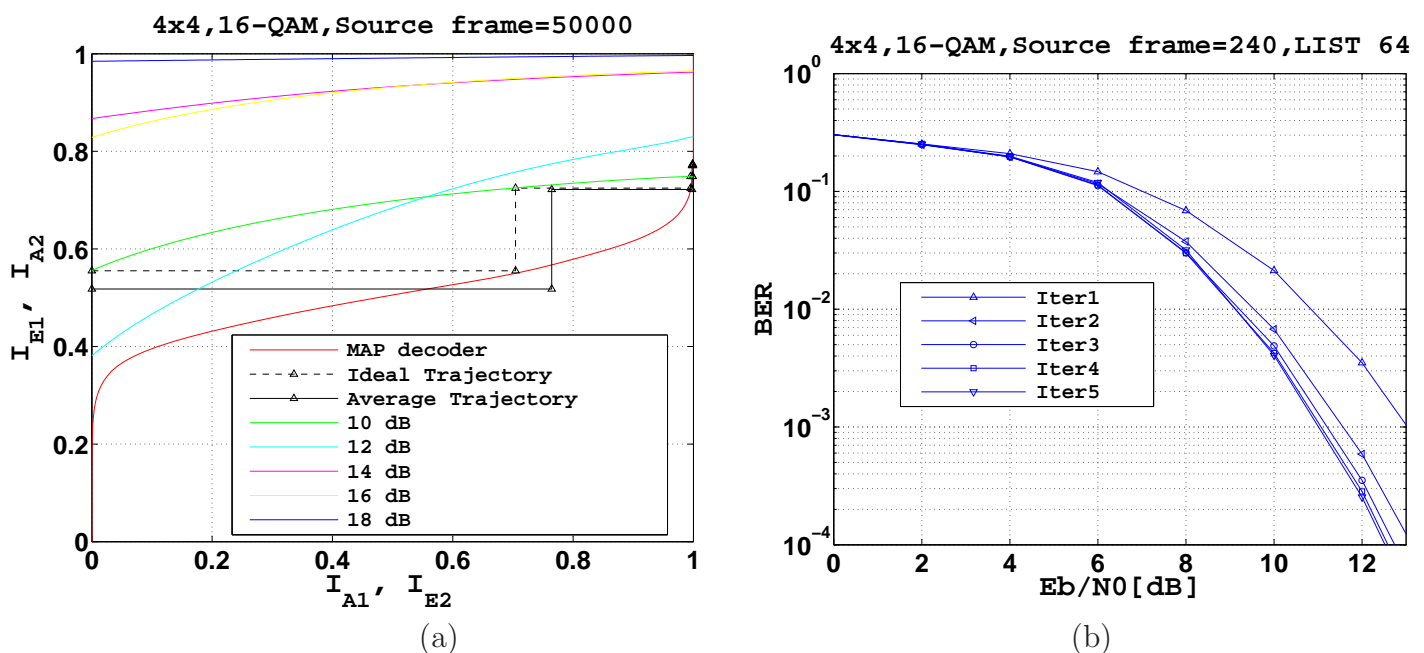 4x4,16-QAM,Source frame=50000
1
0.8
0.6
0.4
0.2
0
I_E1, I_A2
MAP decoder
Ideal Trajectory
Average Trajectory
10 dB
12 dB
14 dB
16 dB
18 dB
0 0.2 0.4 0.6 0.8 1
I_A1, I_E2
(a)
4x4,16-QAM,Source frame=240,LIST 64
10^0
10^-1
10^-2
10^-3
10^-4
BER
Iter1
Iter2
Iter3
Iter4
Iter5
0 2 4 6 8 10 12
Eb/N0[dB]
(b)